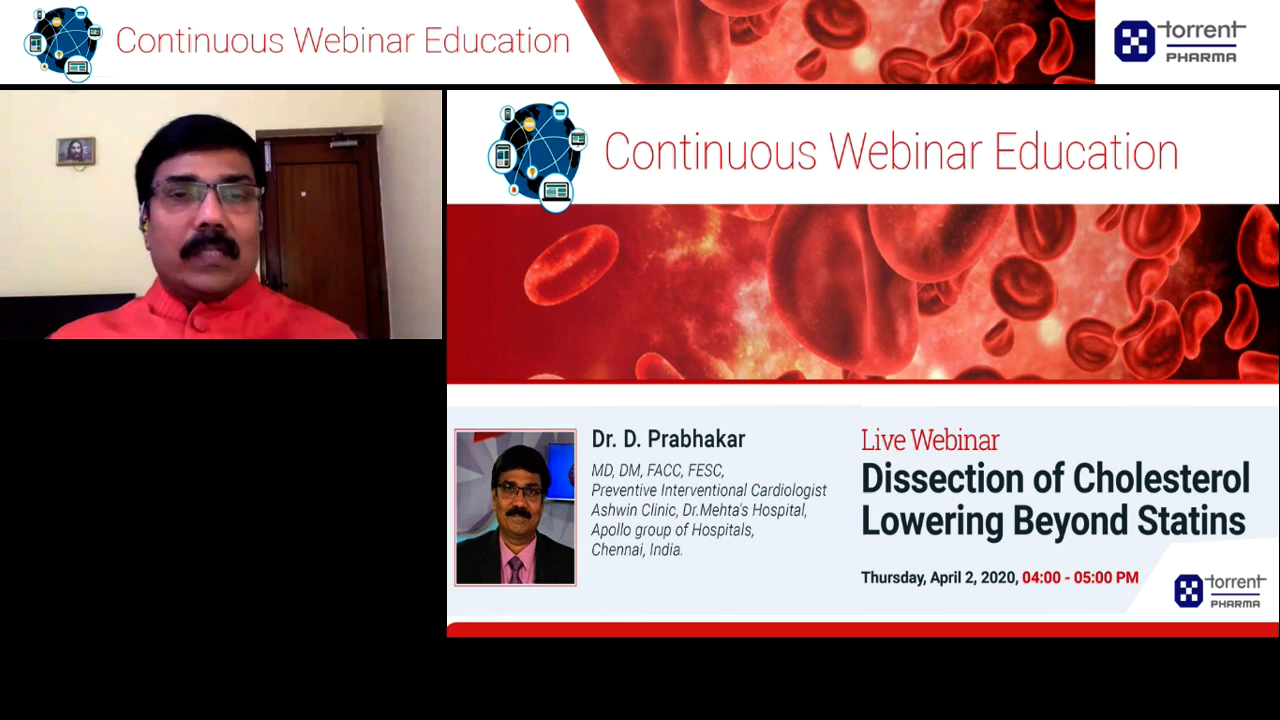 Continuous Webinar Education
torrent
PHARMA
Continuous Webinar Education
Dr. D. Prabhakar
MD, DM, FACC, FESC,
Preventive Interventional Cardiologist
Ashwin Clinic, Dr.Mehta's Hospital,
Apollo group of Hospitals,
Chennai, India.
Live Webinar
Dissection of Cholesterol
Lowering Beyond Statins
Thursday, April 2, 2020, 04:00 - 05:00 PM
torrent
PHARMA